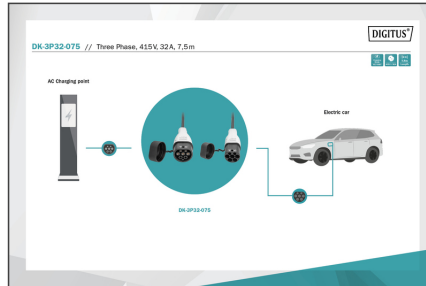 DIGITUS®
DK-3P32-075 // Three Phase, 415V, 32A, 7,5m
AC Charging point
Electric car
DK-3P32-075